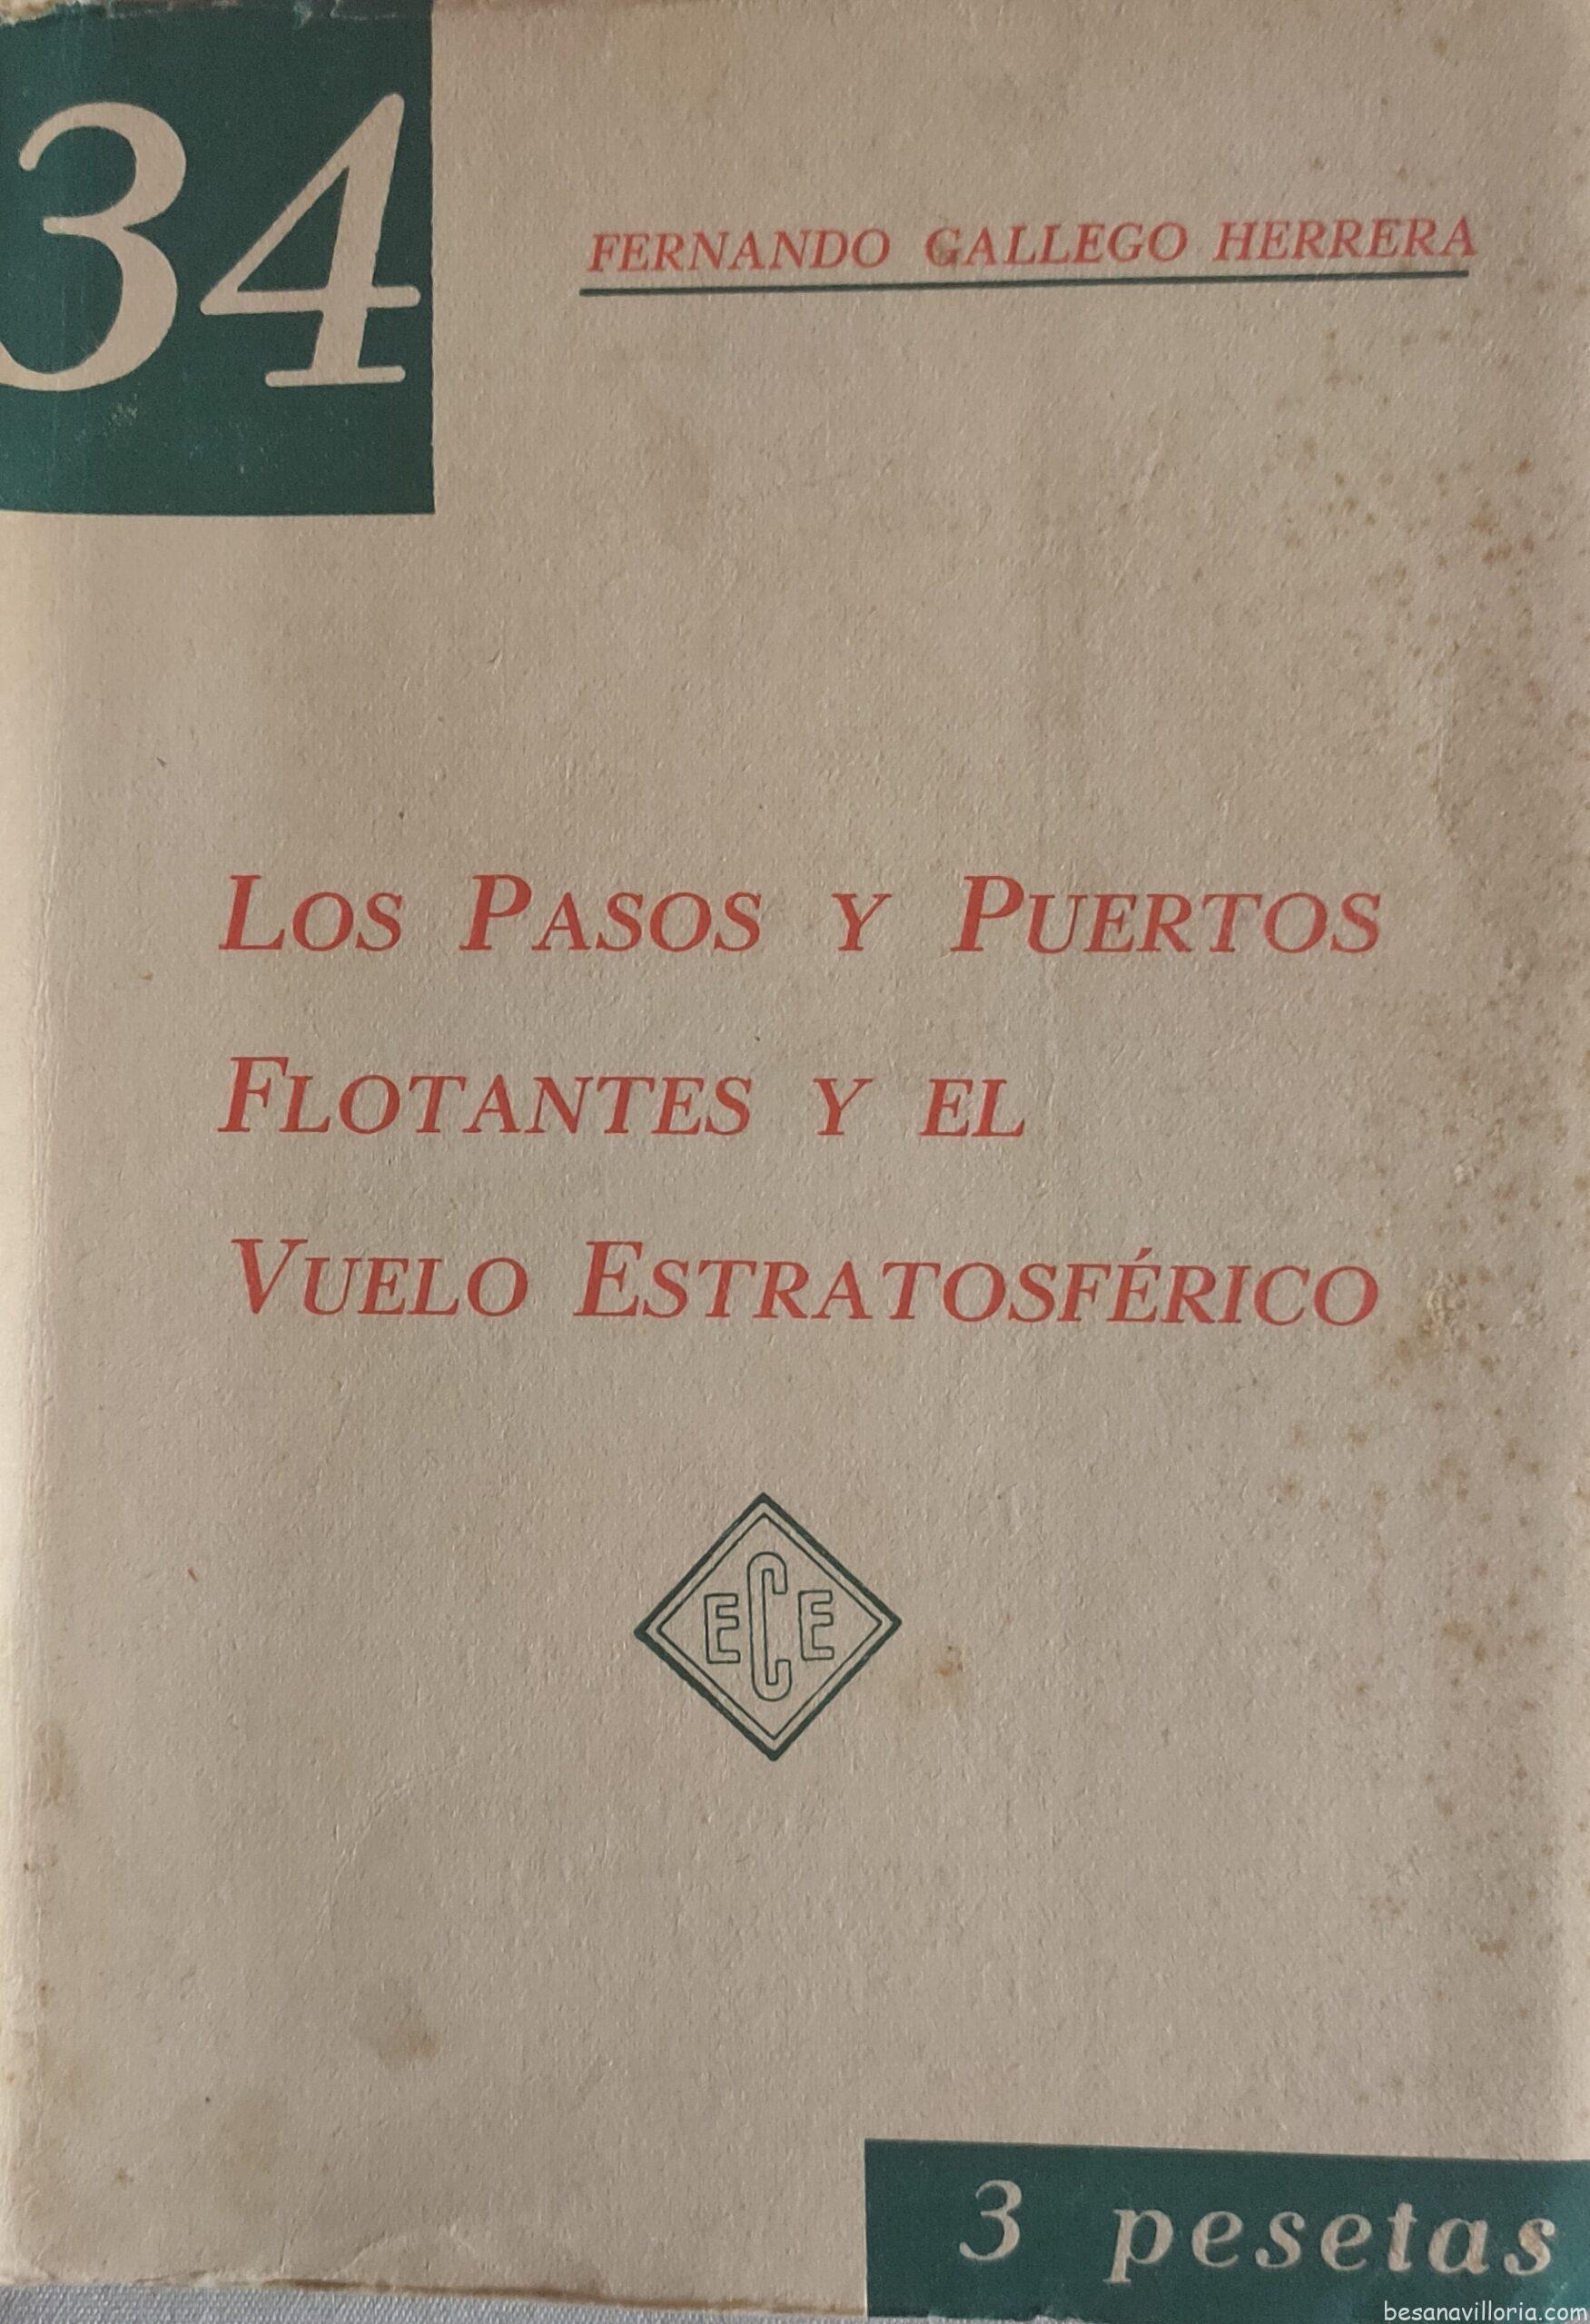 34
FERNANDO GALLEGO HERRERA
LOS PASOS Y PUERTOS
FLOTANTES Y EL
VUELO ESTRATOSFÉRICO
ECE
3 pesetas
besanavilloria.com